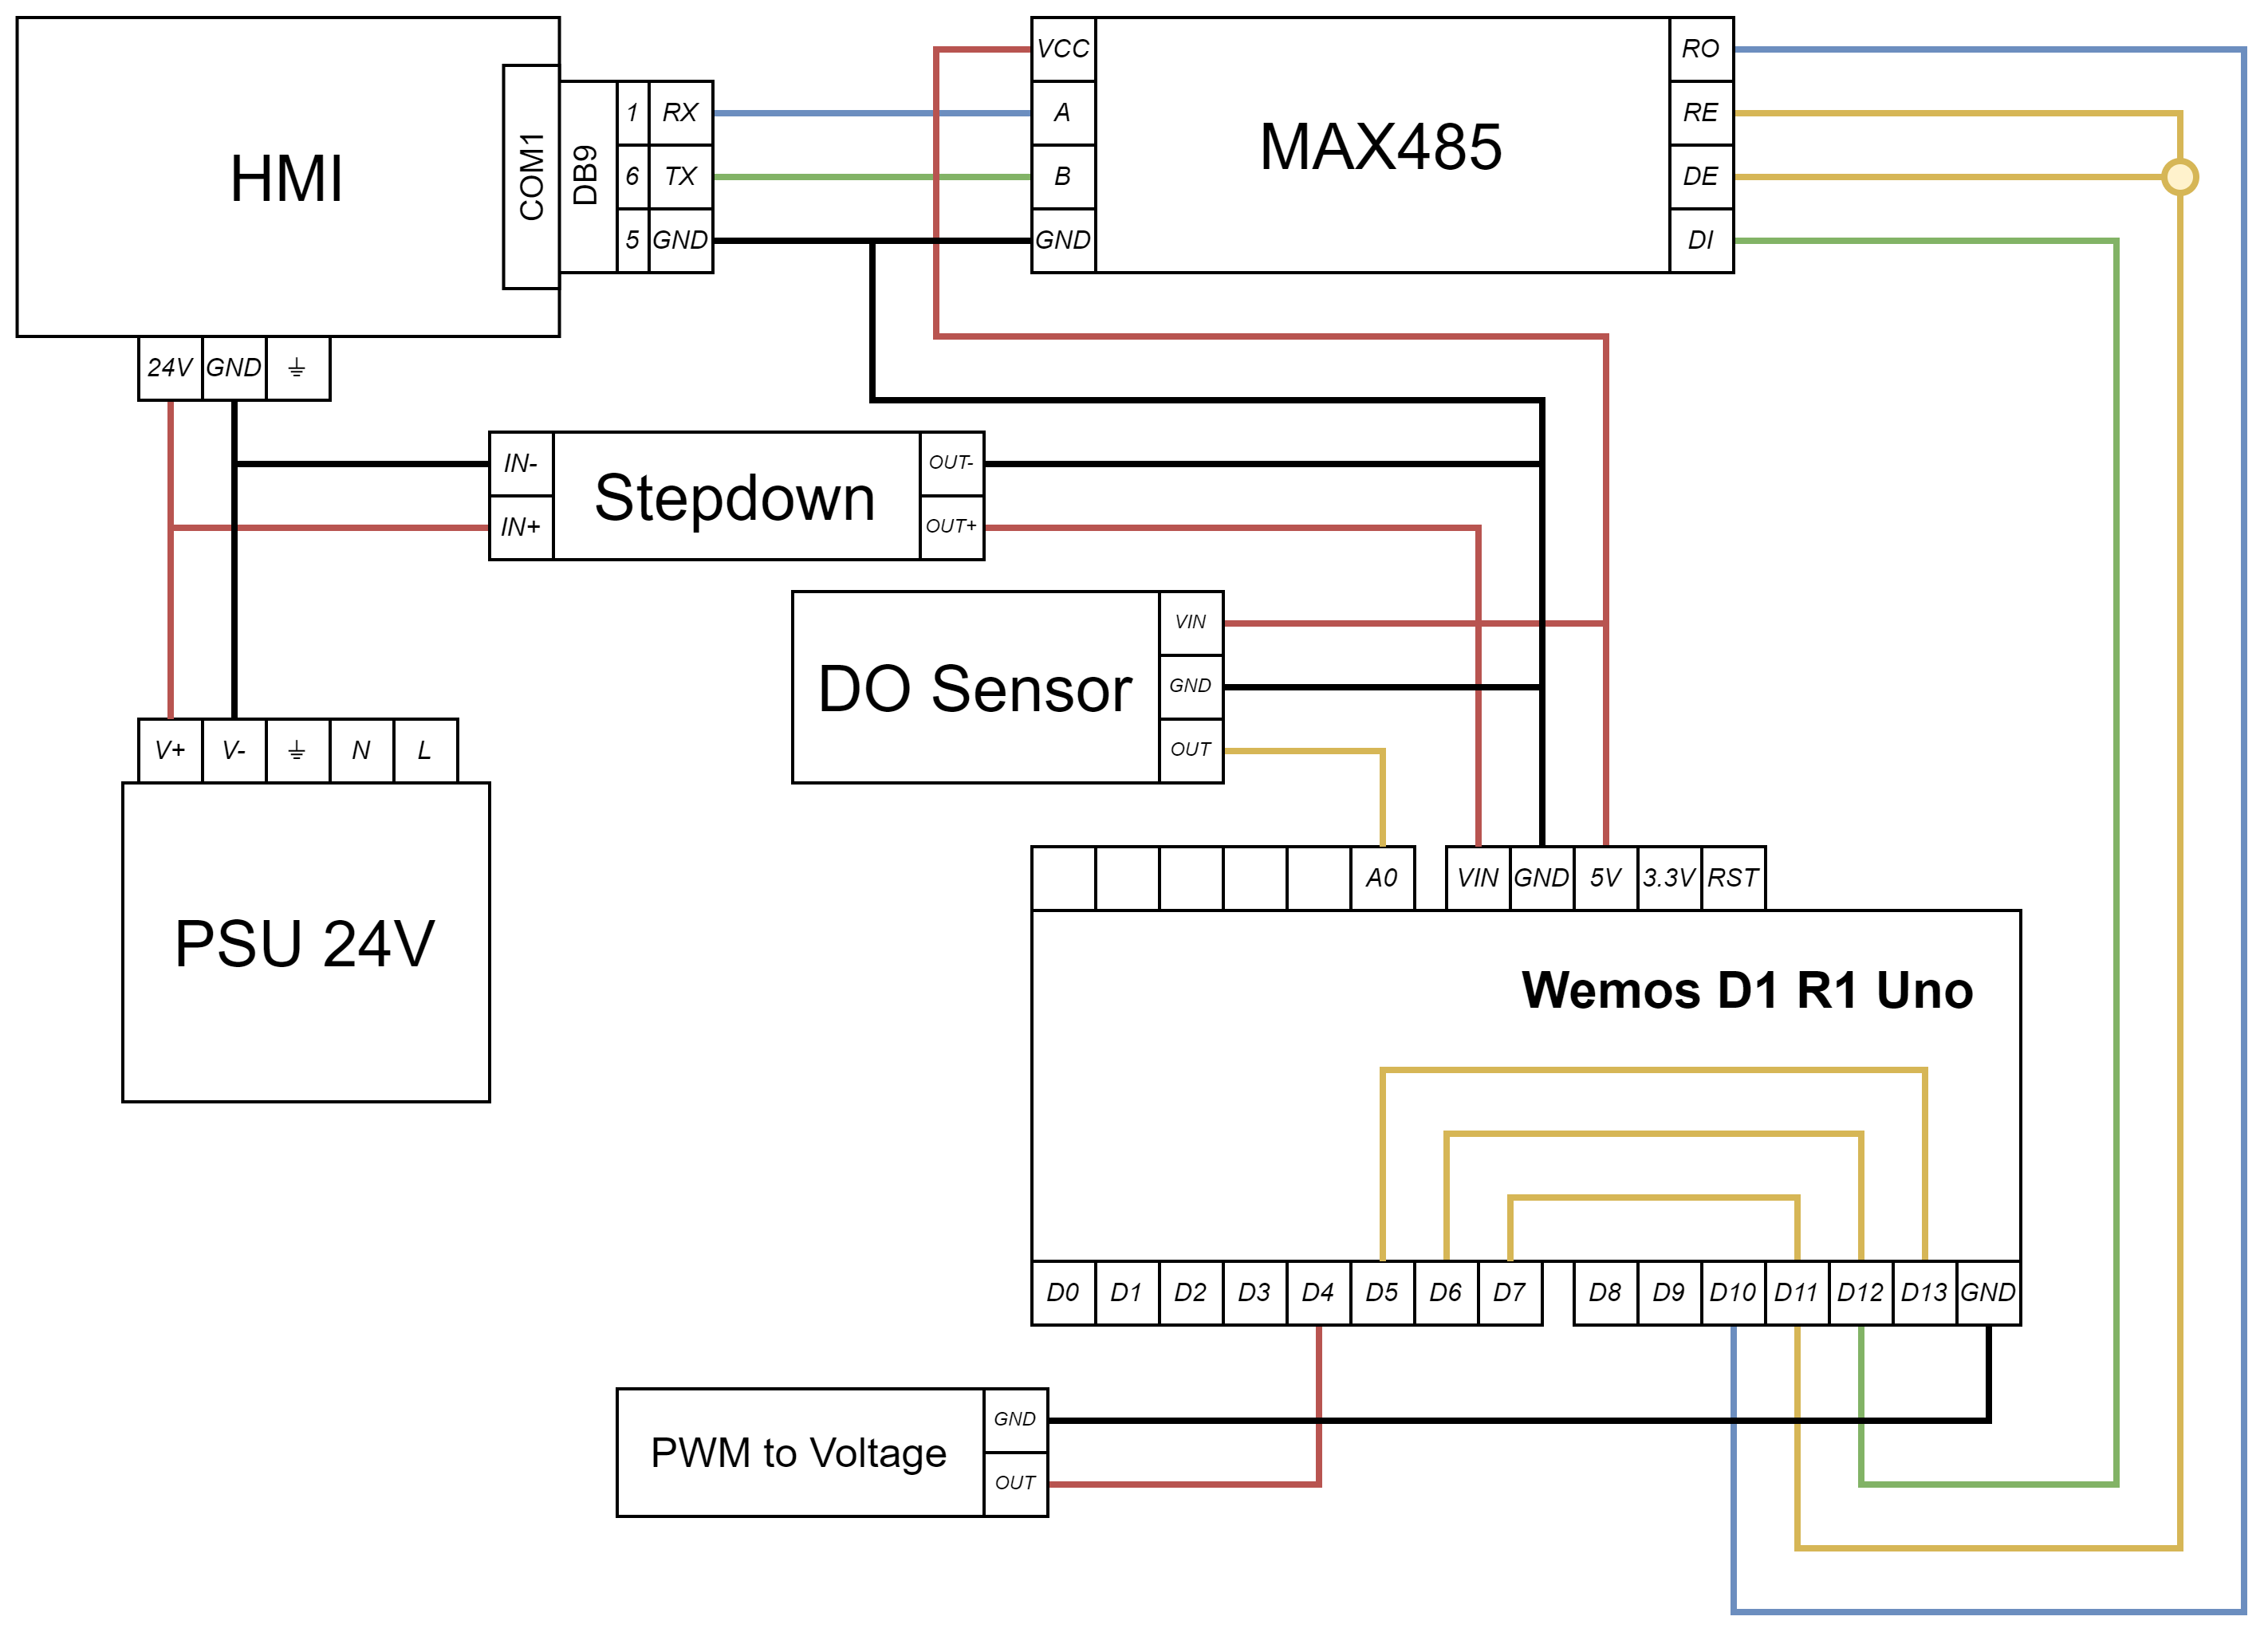 HMI
COM1
DB9
1 RX
6 TX
5 GND
24V GND ⏚
VCC
A
B
GND
MAX485
RO
RE
DE
DI
IN-
IN+
Stepdown
OUT-
OUT+
DO Sensor
VIN
GND
OUT
V+ V- ⏚ N L
PSU 24V
A0 VIN GND 5V 3.3V RST
Wemos D1 R1 Uno
D0 D1 D2 D3 D4 D5 D6 D7 D8 D9 D10 D11 D12 D13 GND
PWM to Voltage
GND
OUT